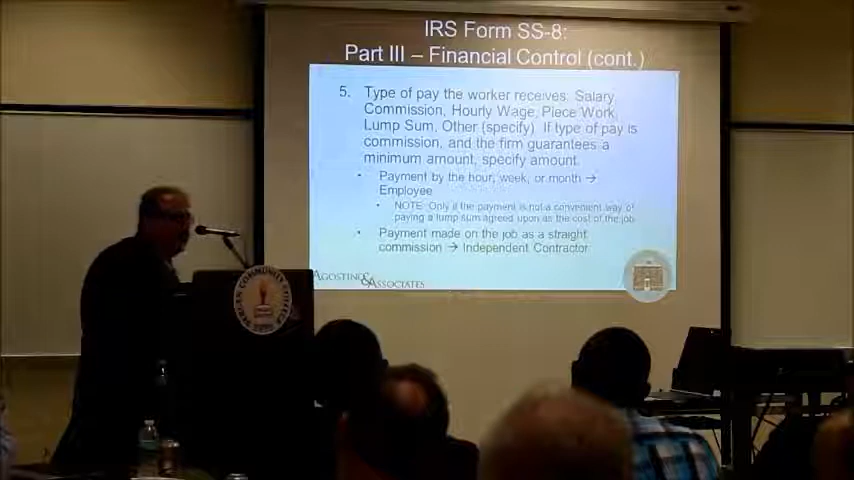 IRS Form SS-8:
Part III – Financial Control (cont.)
5. Type of pay the worker receives: Salary,
Commission, Hourly Wage, Piece Work,
Lump Sum, Other (specify). If type of pay is
commission, and the firm guarantees a
minimum amount, specify amount.
• Payment by the hour, week, or month →
Employee
• NOTE: Only if the payment is not a convenient way of
paying a lump sum agreed upon as the cost of the job
• Payment made on the job as a straight
commission → Independent Contractor
AGOSTINO & ASSOCIATES
BERGEN COMMUNITY COLLEGE